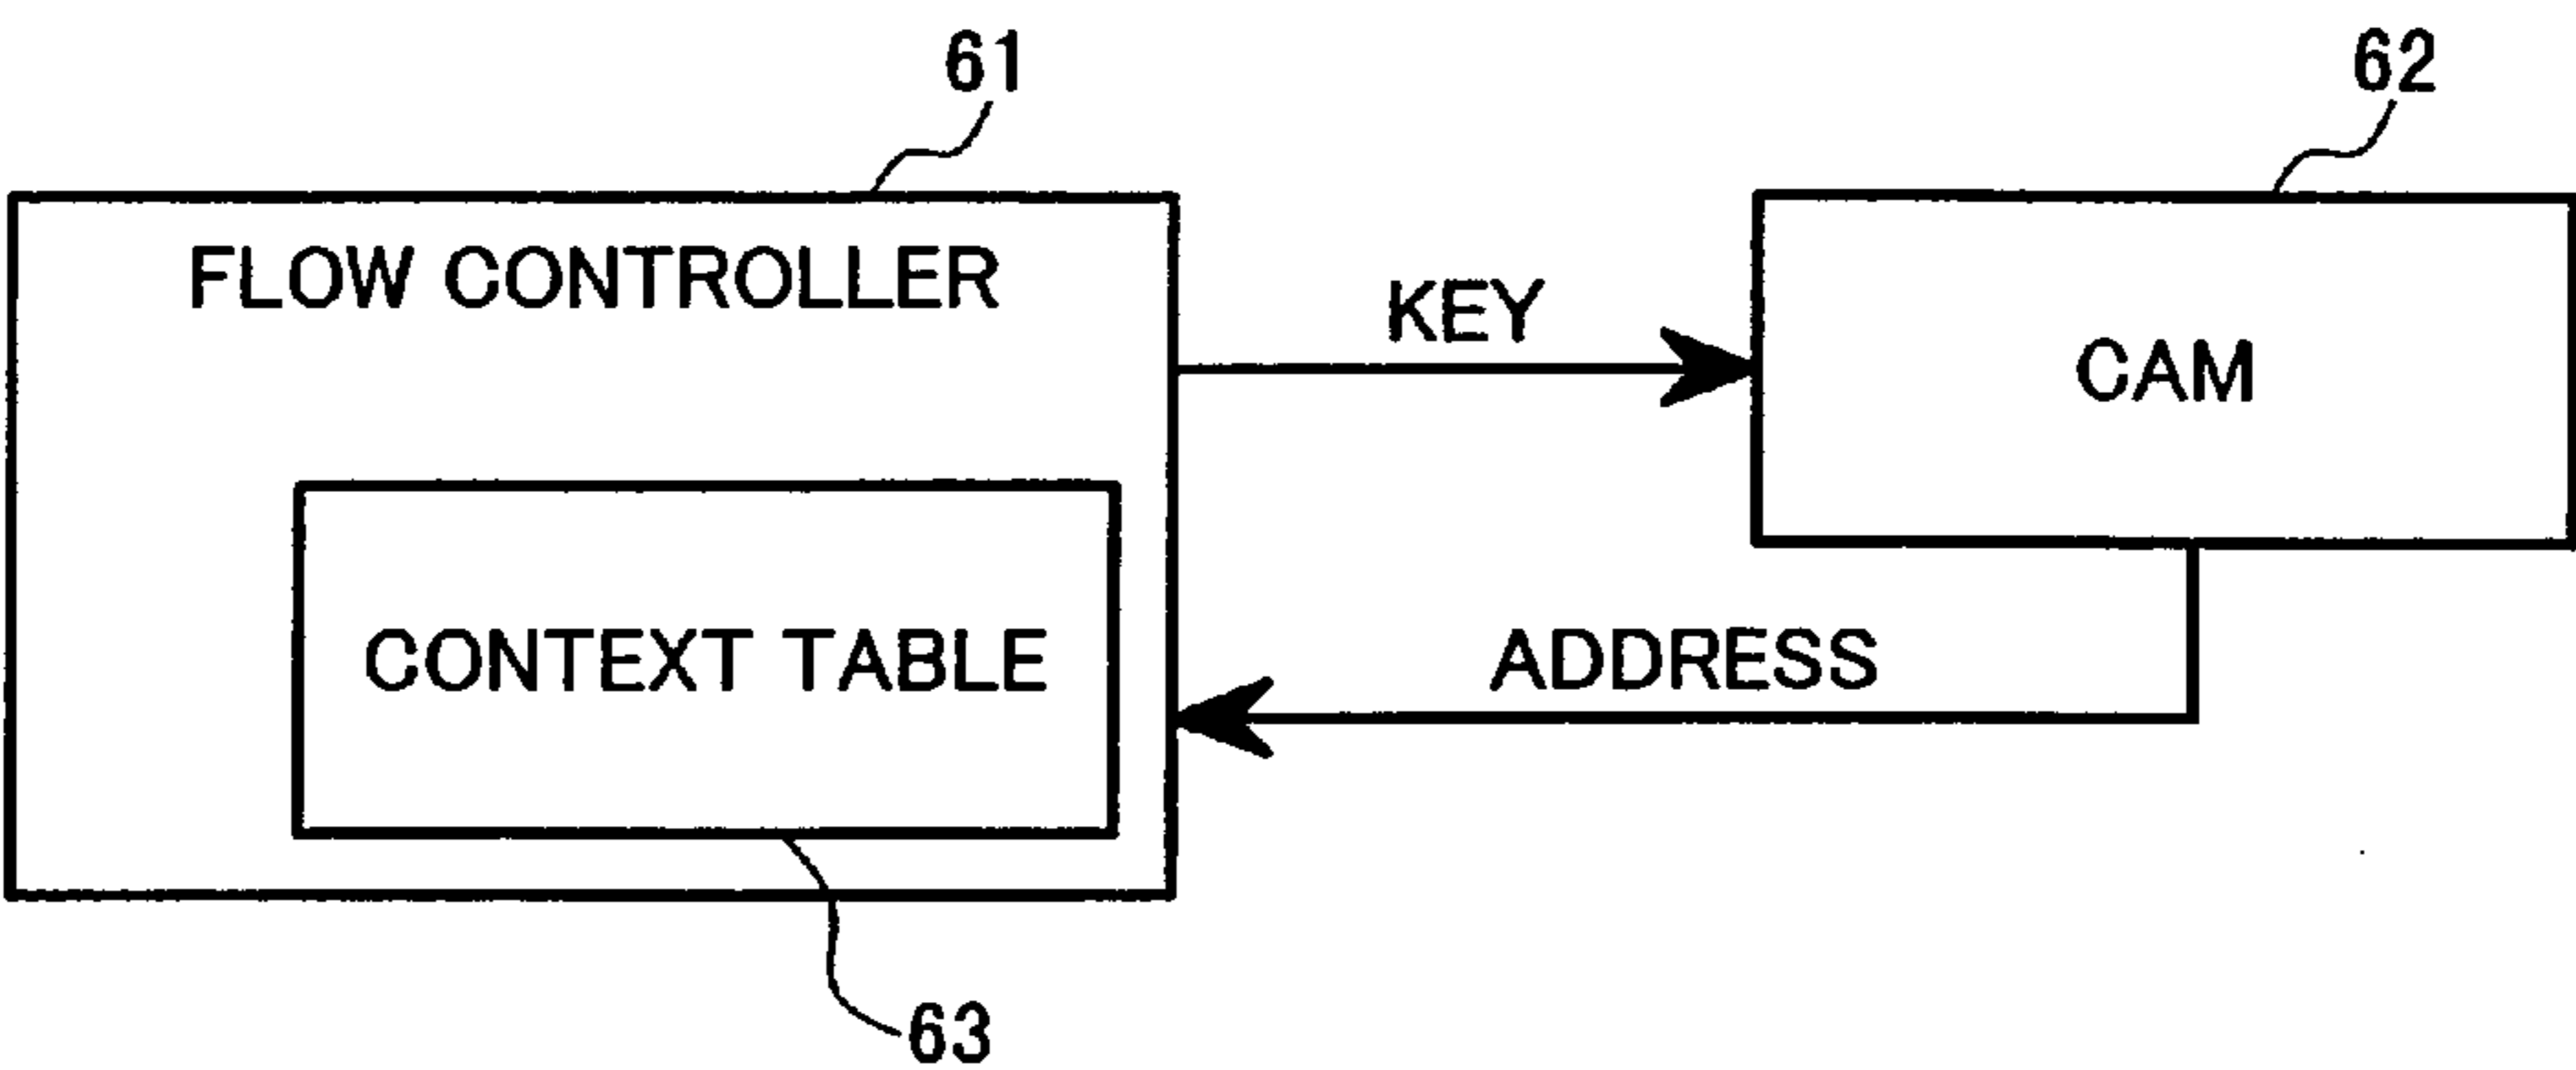 61
62
FLOW CONTROLLER
KEY
CAM
CONTEXT TABLE
ADDRESS
63